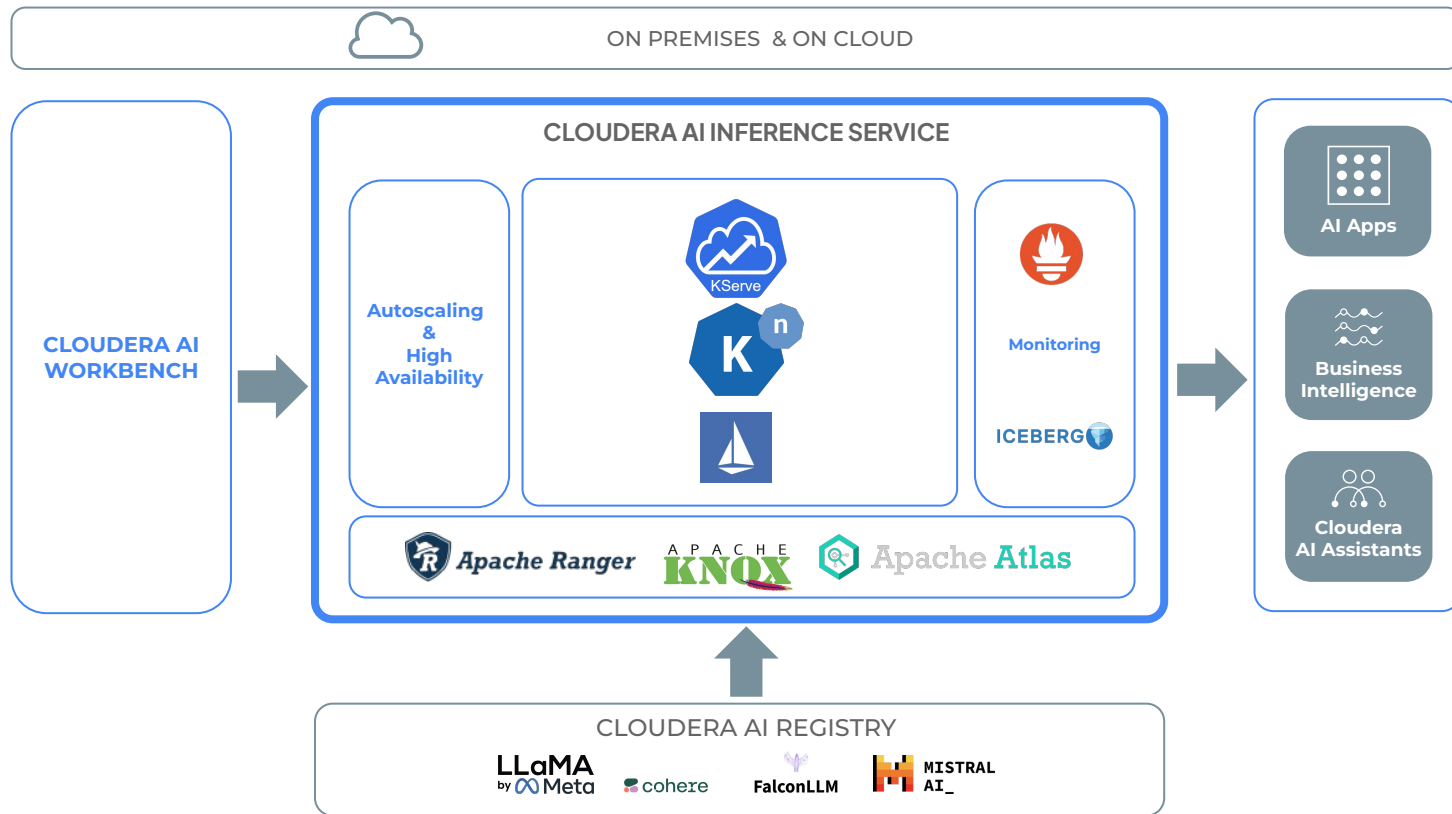 ON PREMISES & ON CLOUD
CLOUDERA AI
WORKBENCH
CLOUDERA AI INFERENCE SERVICE
Autoscaling
&
High
Availability
KServe
K
n
Monitoring
ICEBERG
R
Apache Ranger
APACHE
KNOX
Apache Atlas
AI Apps
Business
Intelligence
Cloudera
AI Assistants
CLOUDERA AI REGISTRY
LLaMA
by Meta
cohere
FalconLLM
MISTRAL
AI_